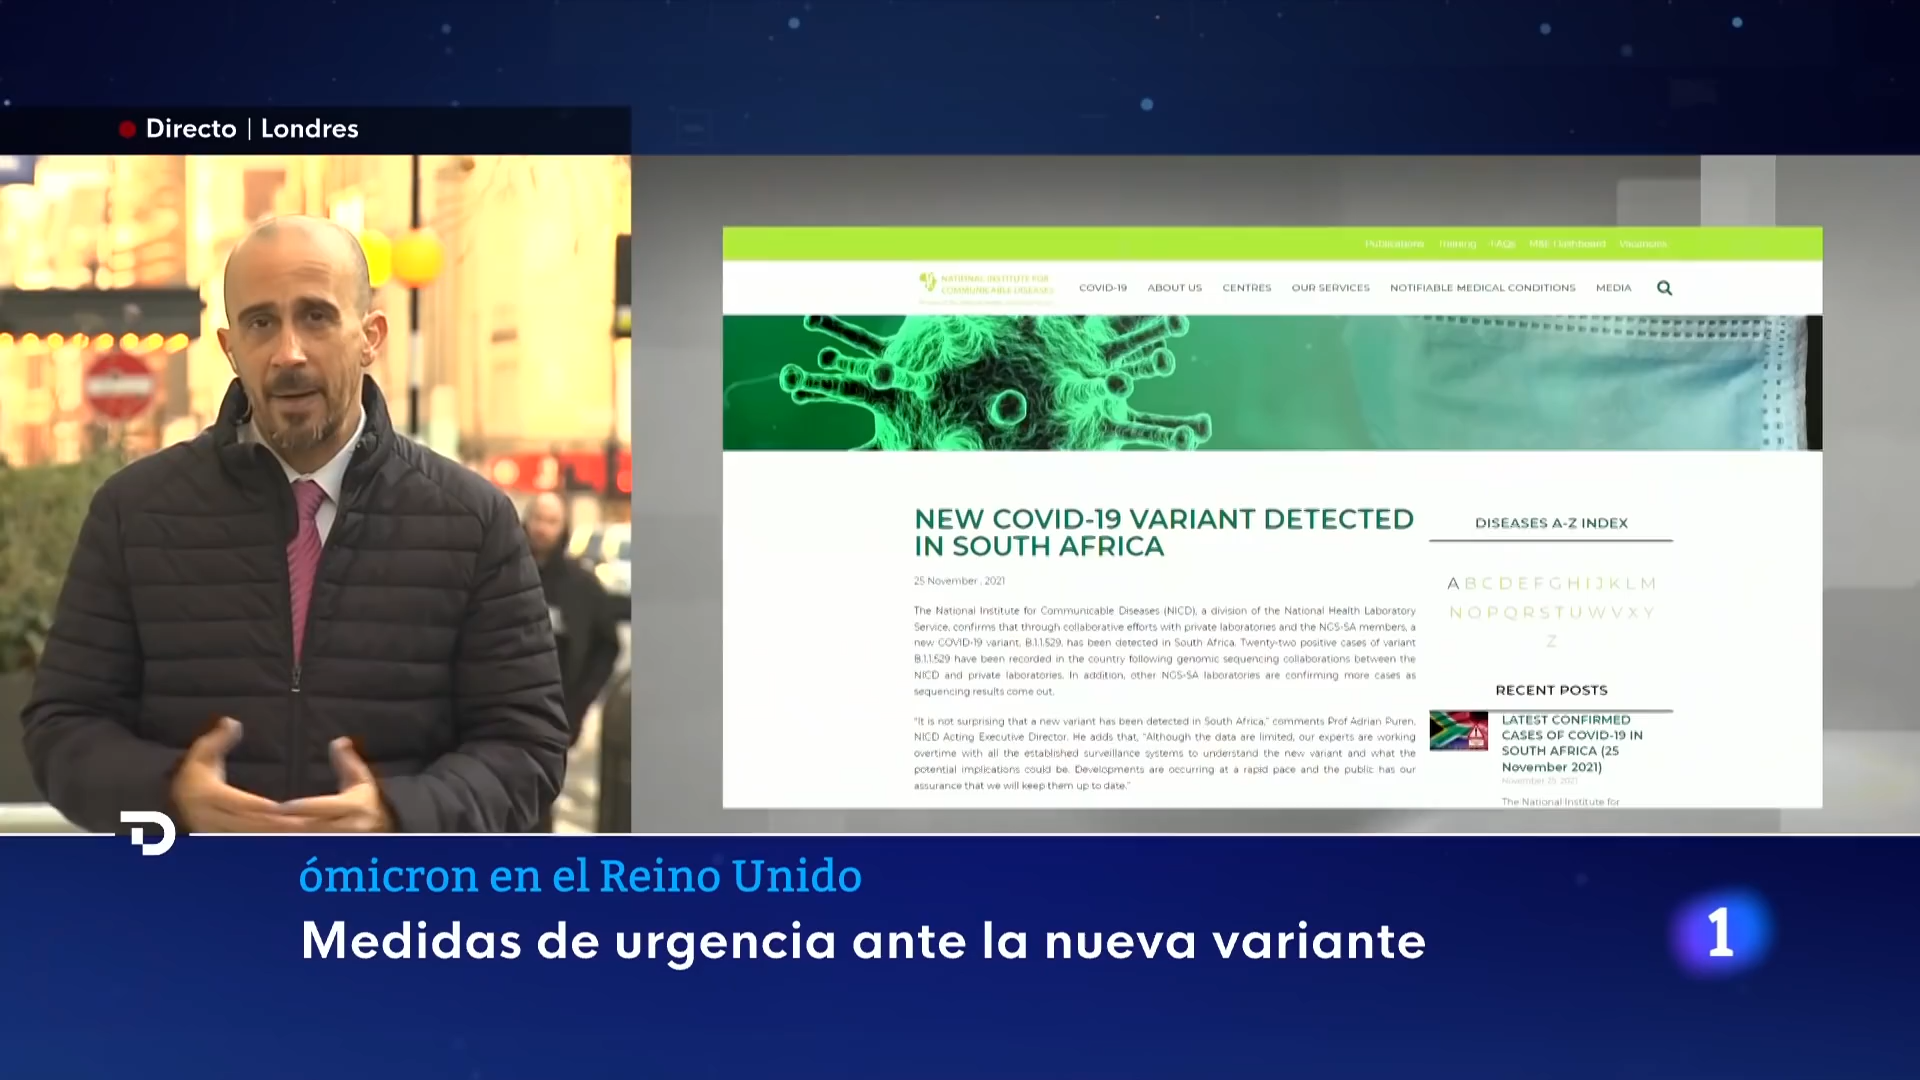 Directo | Londres
Publications Training FAQs M&E Dashboard Vacancies
NATIONAL INSTITUTE FOR
COMMUNICABLE DISEASES
COVID-19 ABOUT US CENTRES OUR SERVICES NOTIFIABLE MEDICAL CONDITIONS MEDIA
NEW COVID-19 VARIANT DETECTED
IN SOUTH AFRICA
25 November , 2021
The National Institute for Communicable Diseases (NICD), a division of the National Health Laboratory
Service, confirms that through collaborative efforts with private laboratories and the NGS-SA members, a
new COVID-19 variant, B.1.1.529, has been detected in South Africa. Twenty-two positive cases of variant
B.1.1.529 have been recorded in the country following genomic sequencing collaborations between the
NICD and private laboratories. In addition, other NGS-SA laboratories are confirming more cases as
sequencing results come out.
"It is not surprising that a new variant has been detected in South Africa," comments Prof Adrian Puren,
NICD Acting Executive Director. He adds that, "Although the data are limited, our experts are working
overtime with all the established surveillance systems to understand the new variant and what the
potential implications could be. Developments are occurring at a rapid pace and the public has our
assurance that we will keep them up to date."
DISEASES A-Z INDEX
A B C D E F G H I J K L M
N O P Q R S T U W V X Y
Z
RECENT POSTS
LATEST CONFIRMED
CASES OF COVID-19 IN
SOUTH AFRICA (25
November 2021)
November 25, 2021
The National Institute for
ómicron en el Reino Unido
Medidas de urgencia ante la nueva variante
1